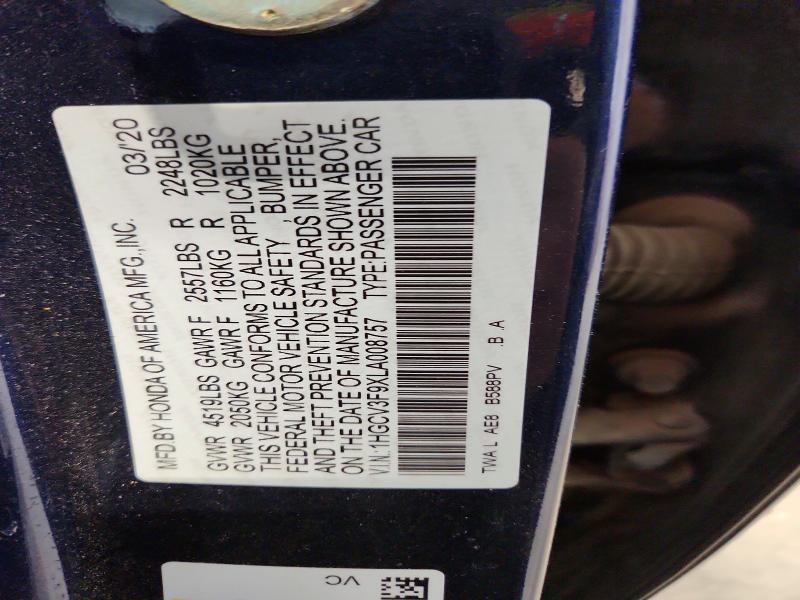 MFD.BY HONDA OF AMERICA MFG.,INC. 03/'20
GVWR 4519LBS GAWR F 2557LBS R 2248LBS
GVWR 2050KG GAWR F 1160KG R 1020KG
THIS VEHICLE CONFORMS TO ALL APPLICABLE
FEDERAL MOTOR VEHICLE SAFETY , BUMPER,
AND THEFT PREVENTION STANDARDS IN EFFECT
ON THE DATE OF MANUFACTURE SHOWN ABOVE.
V.I.N.: 1HGCV3F9XLA008757 TYPE:PASSENGER CAR
TWA L AE8 B588PV .B .A
VC